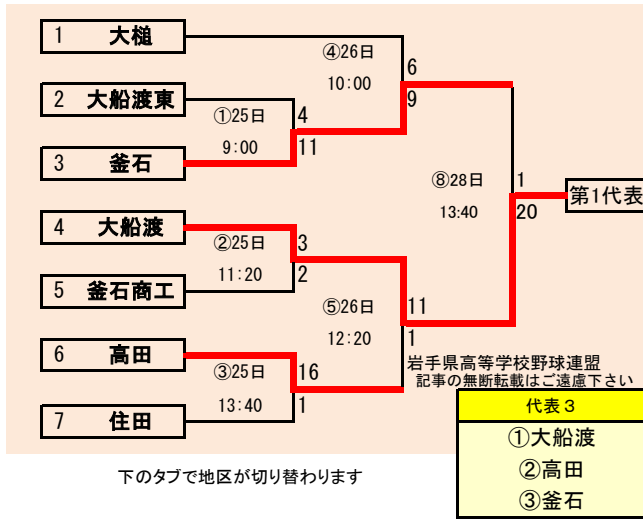 1 大槌
④26日
10:00
6
9
2 大船渡東
①25日
9:00
4
11
3 釜石
⑧28日
13:40
1
20
第1代表
4 大船渡
②25日
11:20
3
2
5 釜石商工
⑤26日
12:20
11
1
6 高田
③25日
13:40
16
1
7 住田
岩手県高等学校野球連盟
記事の無断転載はご遠慮下さい
代表3
①大船渡
②高田
③釜石
下のタブで地区が切り替わります